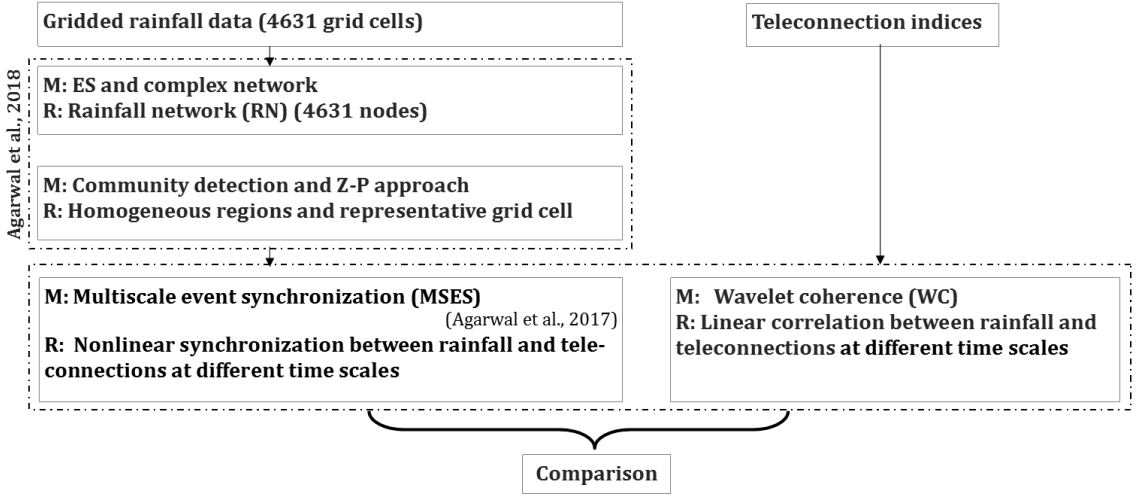 Gridded rainfall data (4631 grid cells)
Teleconnection indices
Agarwal et al., 2018
M: ES and complex network
R: Rainfall network (RN) (4631 nodes)
M: Community detection and Z-P approach
R: Homogeneous regions and representative grid cell
M: Multiscale event synchronization (MSES)
(Agarwal et al., 2017)
R: Nonlinear synchronization between rainfall and tele-
connections at different time scales
M: Wavelet coherence (WC)
R: Linear correlation between rainfall and
teleconnections at different time scales
Comparison